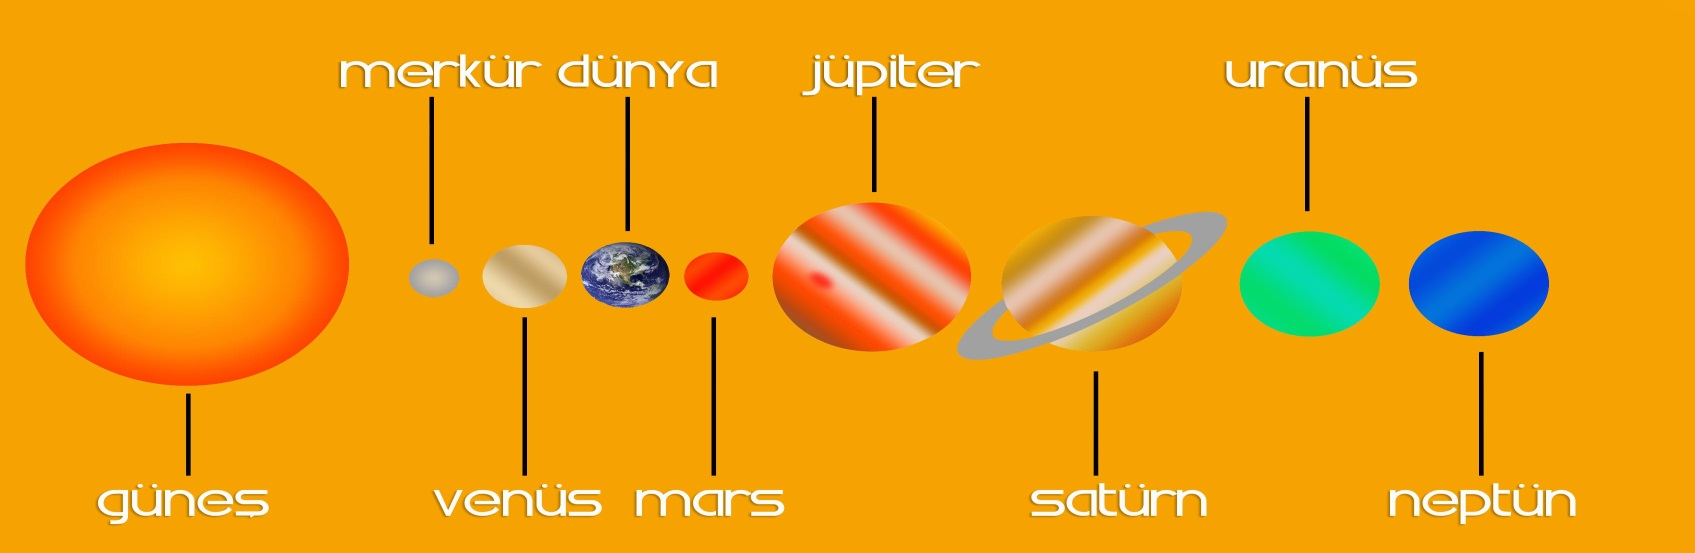 merkür dünya jüpiter uranüs
güneş venüs mars satürn neptün